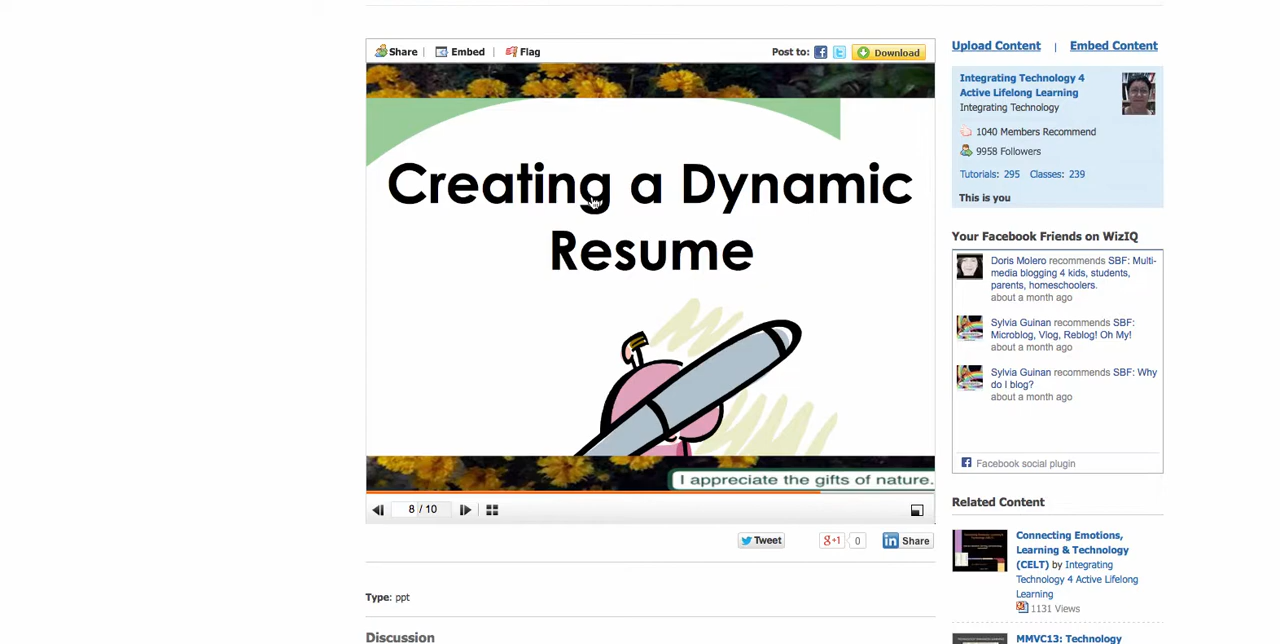 Share | Embed | Flag Post to: Download
Creating a Dynamic
Resume
I appreciate the gifts of nature.
8 / 10
Tweet g+1 0 in Share
Type: ppt
Discussion
Upload Content | Embed Content
Integrating Technology 4
Active Lifelong Learning
Integrating Technology
1040 Members Recommend
9958 Followers
Tutorials: 295 Classes: 239
This is you
Your Facebook Friends on WizIQ
Doris Molero recommends SBF: Multi-
media blogging 4 kids, students,
parents, homeschoolers.
about a month ago
Sylvia Guinan recommends SBF:
Microblog, Vlog, Reblog! Oh My!
about a month ago
Sylvia Guinan recommends SBF: Why
do I blog?
about a month ago
Facebook social plugin
Related Content
Connecting Emotions,
Learning & Technology
(CELT) by Integrating
Technology 4 Active Lifelong
Learning
1131 Views
MMVC13: Technology